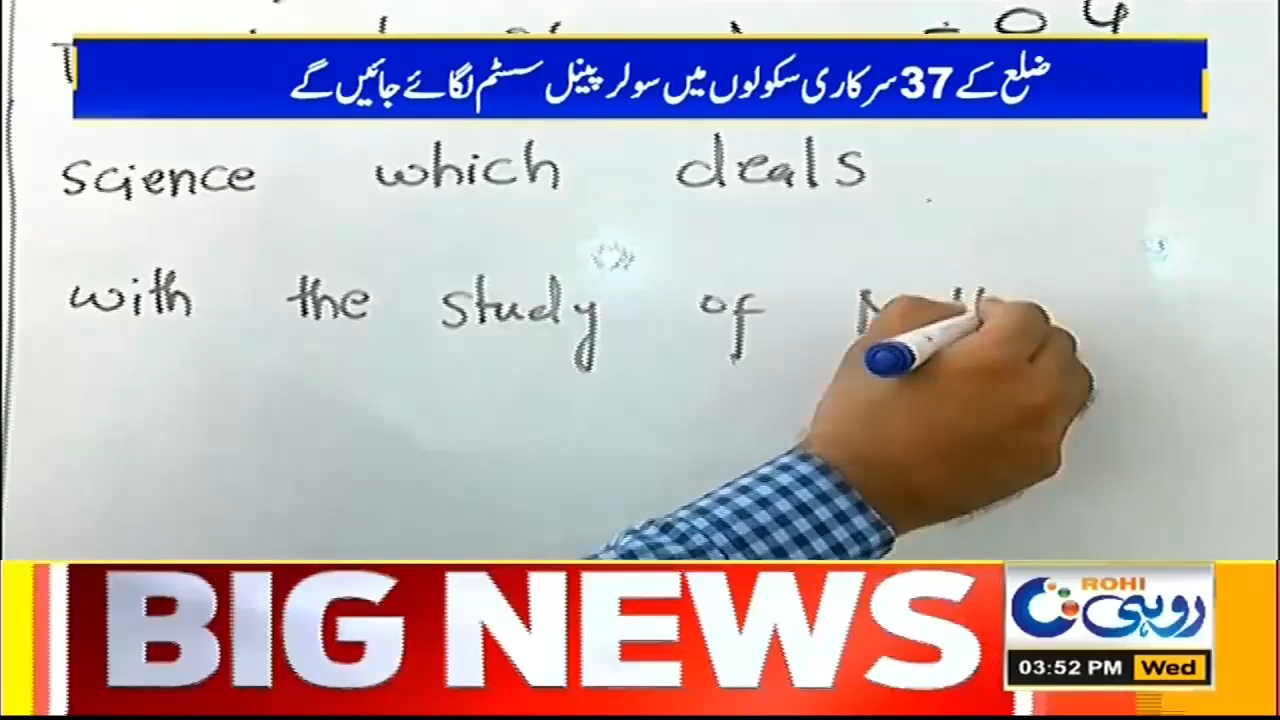 ضلع کے 37 سرکاری سکولوں میں سولر پینل سسٹم لگائے جائیں گے
science which deals
with the study of
BIG NEWS
ROHI
روہی
03:52 PM Wed